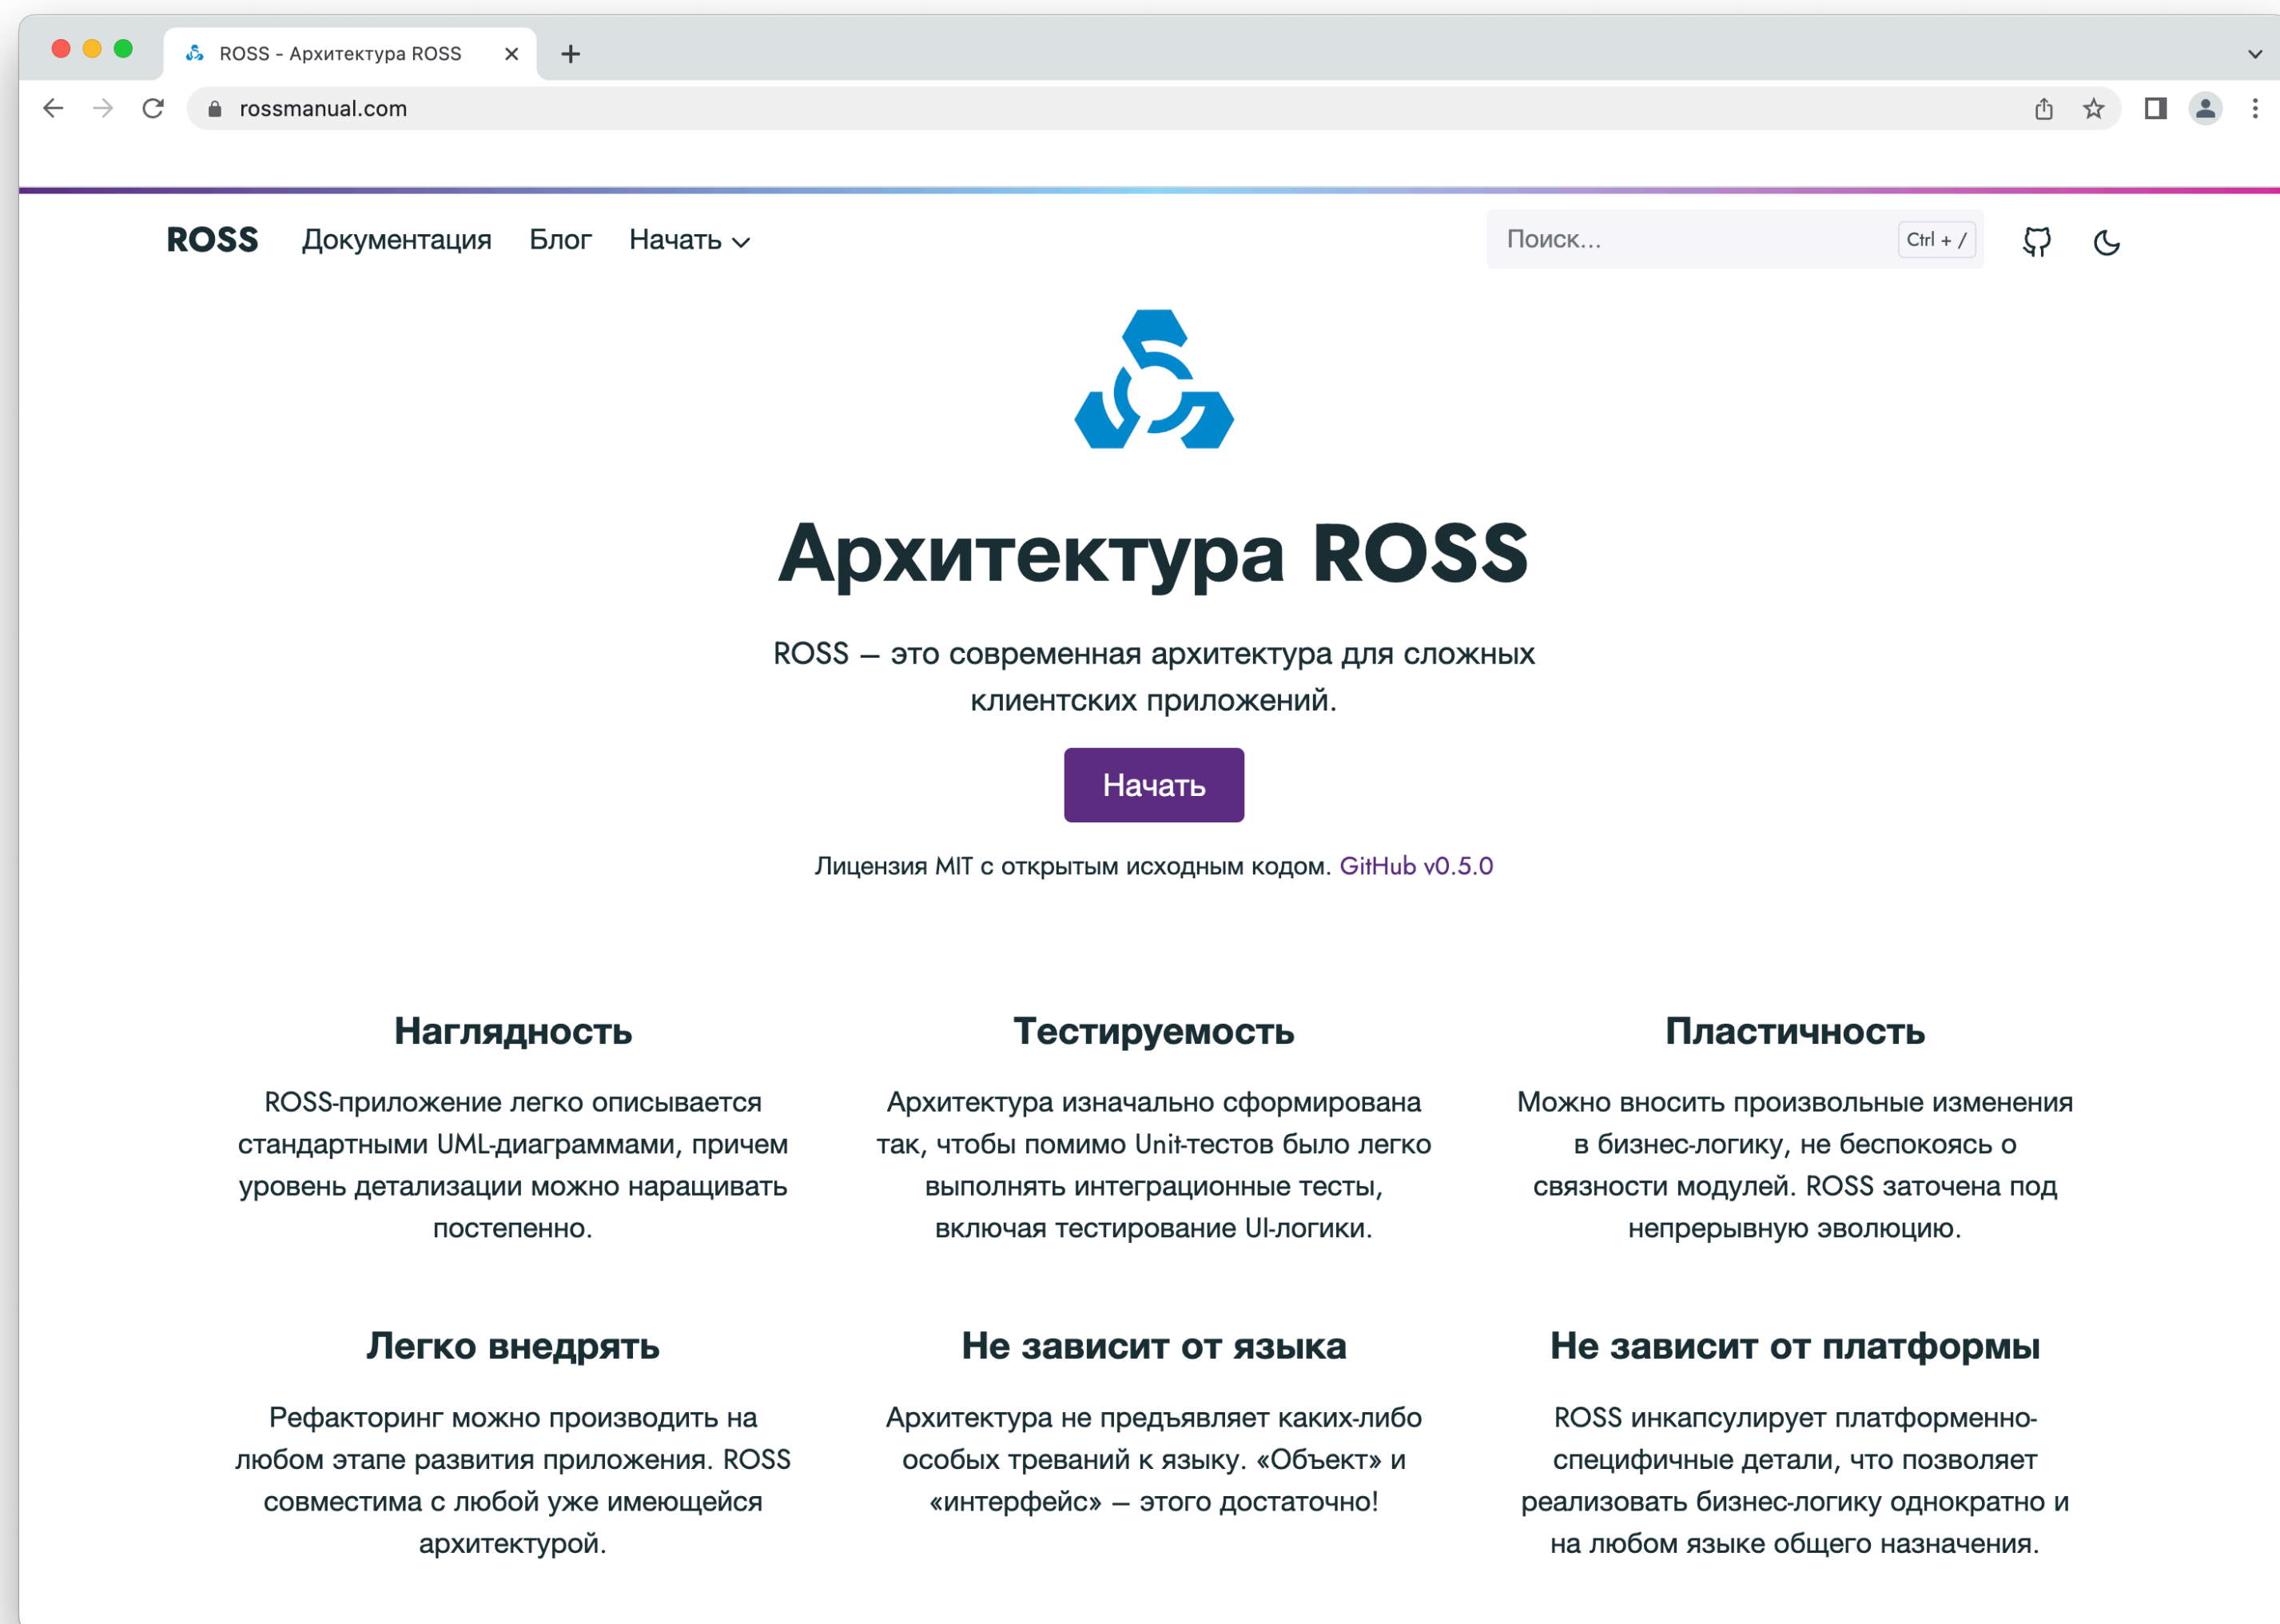 ROSS - Архитектура ROSS
rossmanual.com
ROSS Документация Блог Начать
Поиск... Ctrl + /
Архитектура ROSS
ROSS – это современная архитектура для сложных
клиентских приложений.
Начать
Лицензия MIT с открытым исходным кодом. GitHub v0.5.0
Наглядность
ROSS-приложение легко описывается
стандартными UML-диаграммами, причем
уровень детализации можно наращивать
постепенно.
Тестируемость
Архитектура изначально сформирована
так, чтобы помимо Unit-тестов было легко
выполнять интеграционные тесты,
включая тестирование UI-логики.
Пластичность
Можно вносить произвольные изменения
в бизнес-логику, не беспокоясь о
связности модулей. ROSS заточена под
непрерывную эволюцию.
Легко внедрять
Рефакторинг можно производить на
любом этапе развития приложения. ROSS
совместима с любой уже имеющейся
архитектурой.
Не зависит от языка
Архитектура не предъявляет каких-либо
особых треваний к языку. «Объект» и
«интерфейс» – этого достаточно!
Не зависит от платформы
ROSS инкапсулирует платформенно-
специфичные детали, что позволяет
реализовать бизнес-логику однократно и
на любом языке общего назначения.